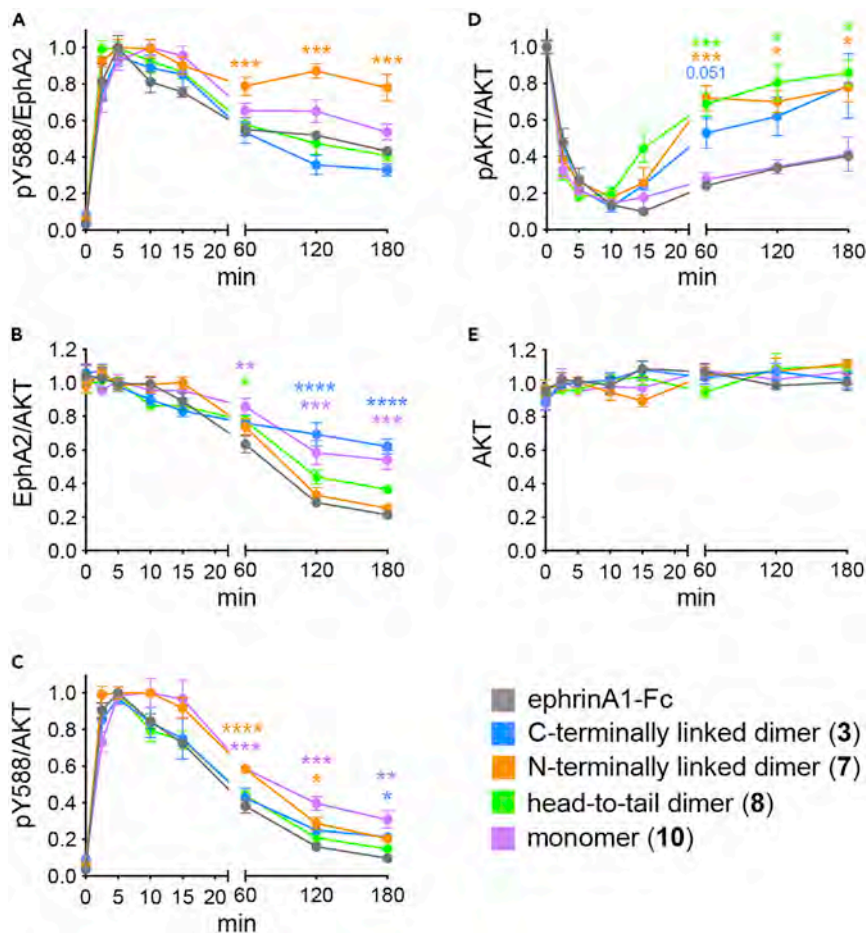 A
pY588/EphA2
1.0
0.8
0.6
0.4
0.2
0.0
***
***
***
0 5 10 15 20 60 120 180
min
D
pAKT/AKT
1.0
0.8
0.6
0.4
0.2
0.0
***
***
0.051
*
*
*
*
0 5 10 15 20 60 120 180
min
B
EphA2/AKT
1.2
1.0
0.8
0.6
0.4
0.2
0.0
**
*
****
***
****
***
0 5 10 15 20 60 120 180
min
E
AKT
1.2
1.0
0.8
0.6
0.4
0.2
0.0
0 5 10 15 20 60 120 180
min
C
pY588/AKT
1.0
0.8
0.6
0.4
0.2
0.0
****
***
***
*
**
*
0 5 10 15 20 60 120 180
min
ephrinA1-Fc
C-terminally linked dimer (3)
N-terminally linked dimer (7)
head-to-tail dimer (8)
monomer (10)